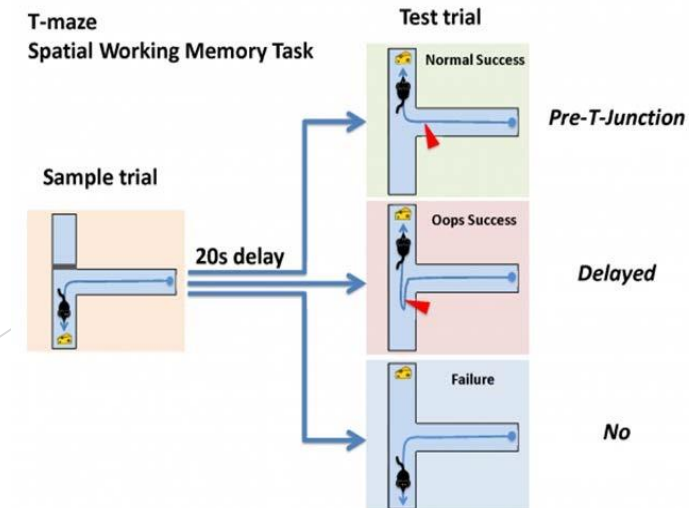 T-maze
Spatial Working Memory Task
Test trial
Normal Success
Pre-T-Junction
Sample trial
20s delay
Oops Success
Delayed
Failure
No